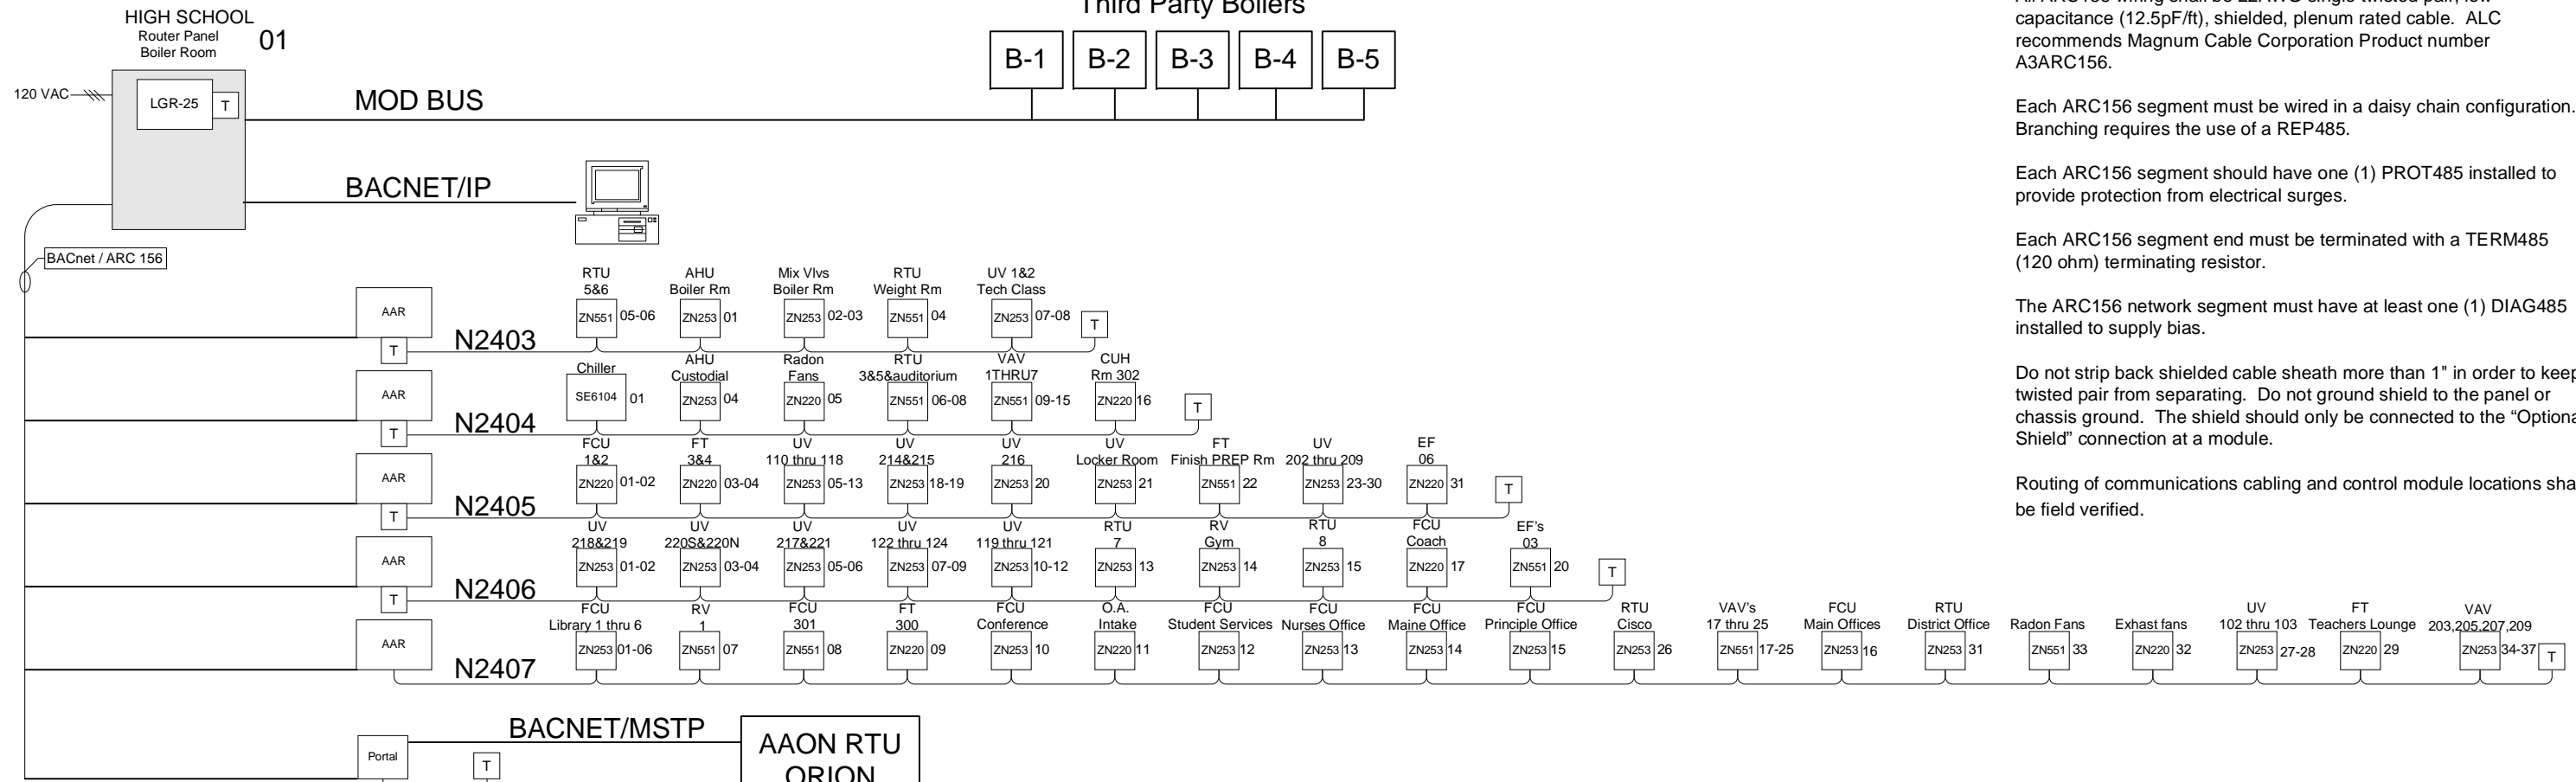 HIGH SCHOOL
Router Panel
Boiler Room
01
120 VAC
LGR-25
T
MOD BUS
Third Party Boilers
B-1
B-2
B-3
B-4
B-5
BACNET/IP
BACnet / ARC 156
capacitance (12.5pF/ft), shielded, plenum rated cable. ALC
recommends Magnum Cable Corporation Product number
A3ARC156.
Each ARC156 segment must be wired in a daisy chain configuration.
Branching requires the use of a REP485.
Each ARC156 segment should have one (1) PROT485 installed to
provide protection from electrical surges.
Each ARC156 segment end must be terminated with a TERM485
(120 ohm) terminating resistor.
The ARC156 network segment must have at least one (1) DIAG485
installed to supply bias.
Do not strip back shielded cable sheath more than 1" in order to keep
twisted pair from separating. Do not ground shield to the panel or
chassis ground. The shield should only be connected to the “Optional
Shield” connection at a module.
Routing of communications cabling and control module locations sha
be field verified.
AAR
T
N2403
RTU
5&6
ZN551 05-06
AHU
Boiler Rm
ZN253 01
Mix Vlvs
Boiler Rm
ZN253 02-03
RTU
Weight Rm
ZN551 04
UV 1&2
Tech Class
ZN253 07-08
T
AAR
T
N2404
Chiller
SE6104 01
AHU
Custodial
ZN253 04
Radon
Fans
ZN220 05
RTU
3&5&auditorium
ZN551 06-08
VAV
1THRU7
ZN551 09-15
CUH
Rm 302
ZN220 16
T
AAR
T
N2405
FCU
1&2
ZN220 01-02
FT
3&4
ZN220 03-04
UV
110 thru 118
ZN253 05-13
UV
214&215
ZN253 18-19
UV
216
ZN253 20
UV
Locker Room
ZN253 21
FT
Finish PREP Rm
ZN551 22
UV
202 thru 209
ZN253 23-30
EF
06
ZN220 31
T
AAR
T
N2406
UV
218&219
ZN253 01-02
UV
220S&220N
ZN253 03-04
UV
217&221
ZN253 05-06
UV
122 thru 124
ZN253 07-09
UV
119 thru 121
ZN253 10-12
RTU
7
ZN253 13
RV
Gym
ZN253 14
RTU
8
ZN253 15
FCU
Coach
ZN220 17
EF's
03
ZN551 20
T
AAR
N2407
FCU
Library 1 thru 6
ZN253 01-06
RV
1
ZN551 07
FCU
301
ZN551 08
FT
300
ZN220 09
FCU
Conference
ZN253 10
O.A.
Intake
ZN220 11
FCU
Student Services
ZN253 12
FCU
Nurses Office
ZN253 13
FCU
Maine Office
ZN253 14
FCU
Principle Office
ZN253 15
RTU
Cisco
ZN253 26
VAV's
17 thru 25
ZN551 17-25
FCU
Main Offices
ZN253 16
RTU
District Office
ZN253 31
Radon Fans
ZN551 33
Exhast fans
ZN220 32
UV
102 thru 103
ZN253 27-28
FT
Teachers Lounge
ZN220 29
VAV
203,205,207,209
ZN253 34-37
T
Portal
T
BACNET/MSTP
AAON RTU
ORION